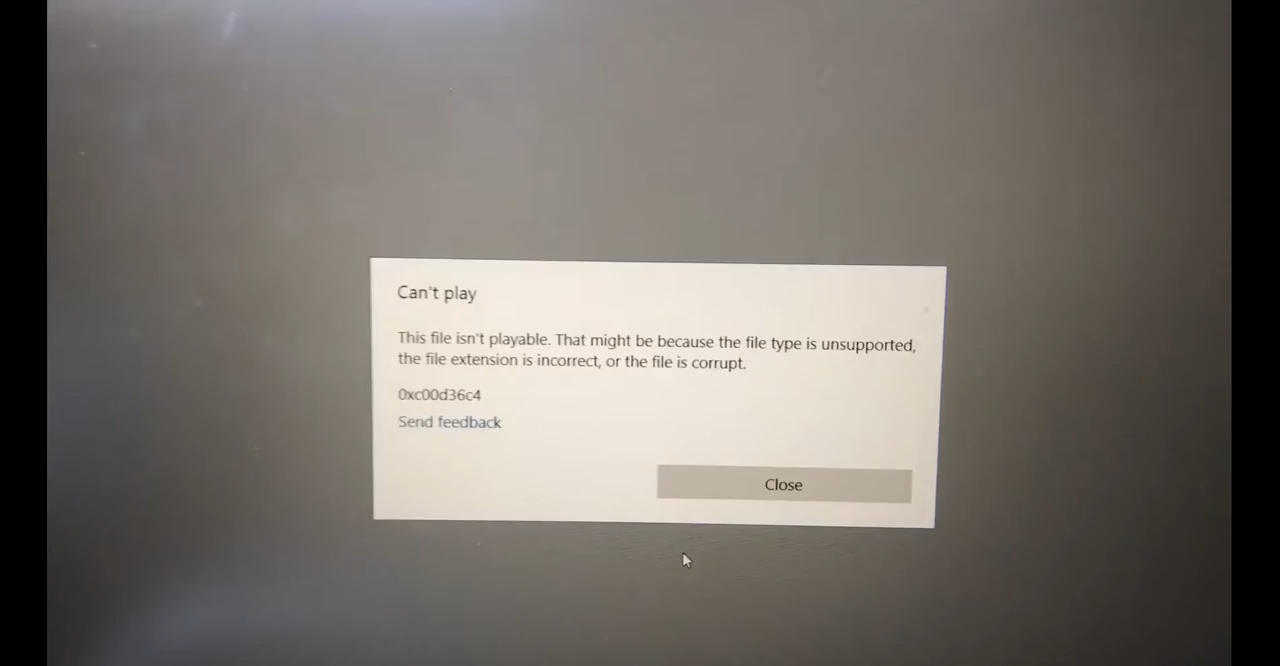 Can't play
This file isn't playable. That might be because the file type is unsupported,
the file extension is incorrect, or the file is corrupt.
0xc00d36c4
Send feedback
Close